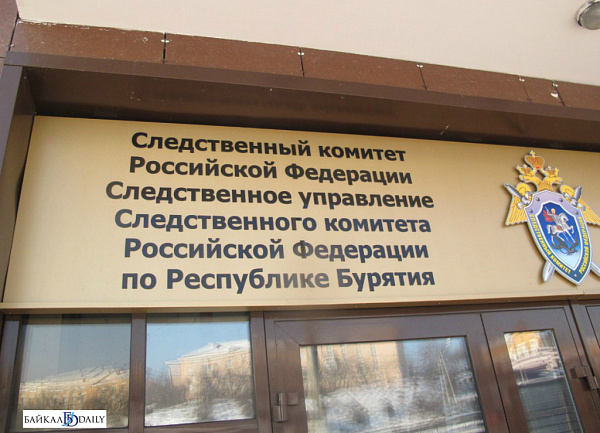 Следственный комитет
Российской Федерации
Следственное управление
Следственного комитета
Российской Федерации
по Республике Бурятия
БАЙКАЛ DAILY